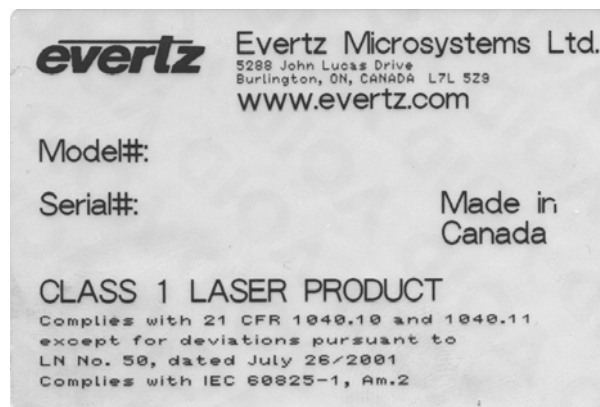 evertz
Evertz Microsystems Ltd.
5288 John Lucas Drive
Burlington, ON, CANADA L7L 5Z9
www.evertz.com
Model#:
Serial#:
Made in
Canada
CLASS 1 LASER PRODUCT
Complies with 21 CFR 1040.10 and 1040.11
except for deviations pursuant to
LN No. 50, dated July 26/2001
Complies with IEC 60825-1, Am.2